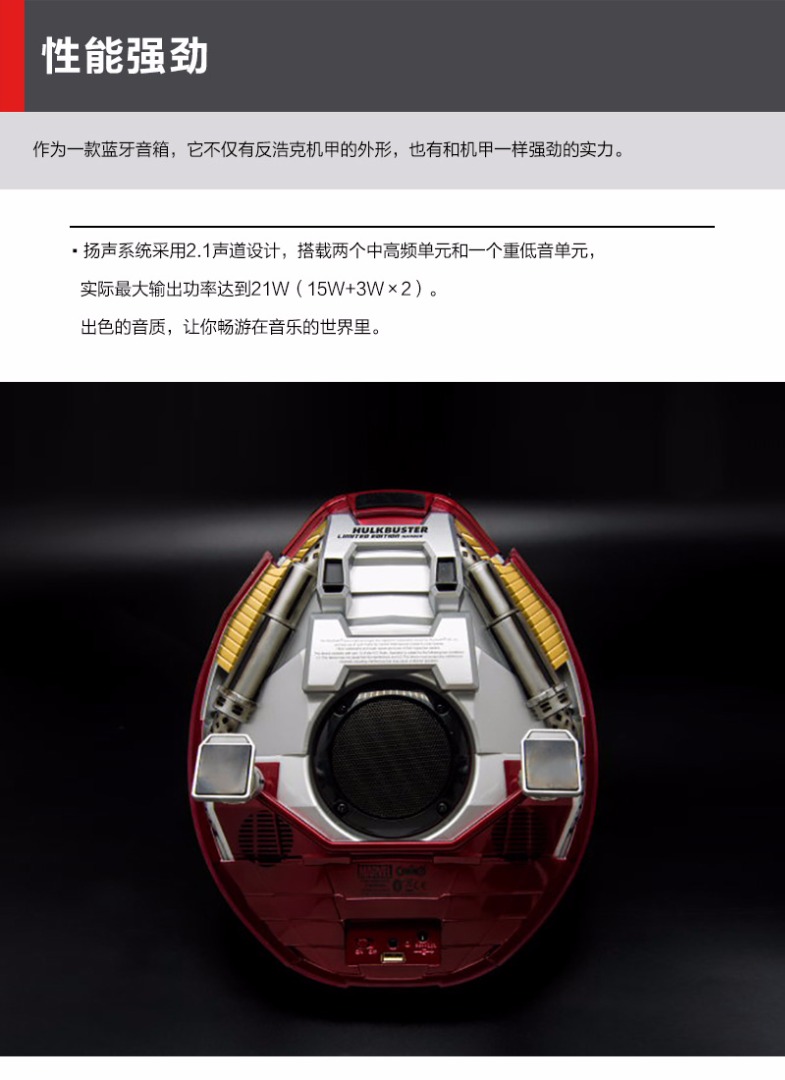 性能强劲
作为一款蓝牙音箱，它不仅有反浩克机甲的外形，也有和机甲一样强劲的实力。
▪ 扬声系统采用2.1声道设计，搭载两个中高频单元和一个重低音单元，
实际最大输出功率达到21W（15W+3W×2）。
出色的音质，让你畅游在音乐的世界里。
HULKBUSTER
LIMITED EDITION
MARVEL